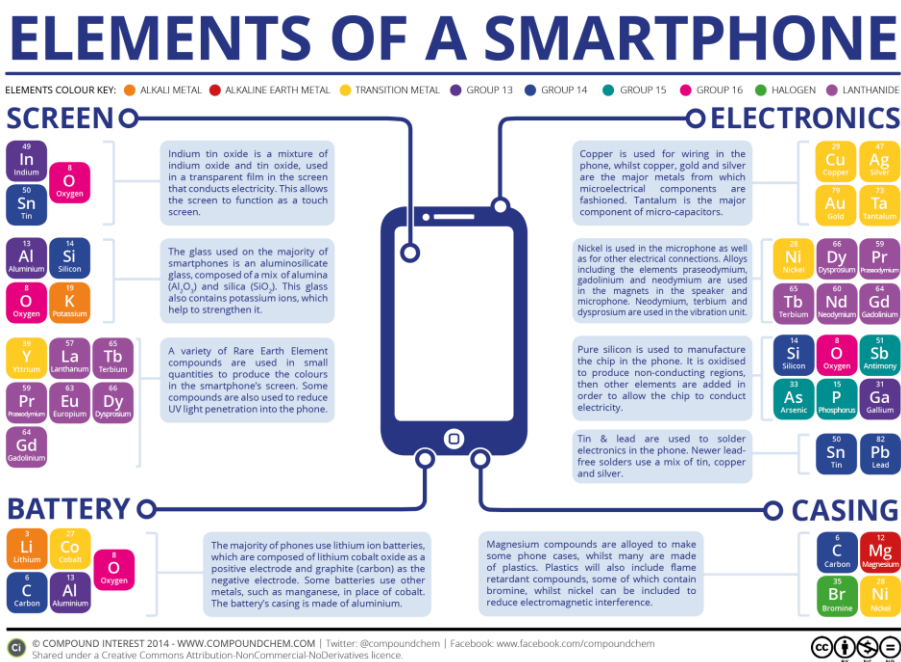 ELEMENTS OF A SMARTPHONE
ELEMENTS COLOUR KEY: ALKALI METAL ALKALINE EARTH METAL TRANSITION METAL GROUP 13 GROUP 14 GROUP 15 GROUP 16 HALOGEN LANTHANIDE
SCREEN
49
In
Indium
8
O
Oxygen
50
Sn
Tin
Indium tin oxide is a mixture of
indium oxide and tin oxide, used
in a transparent film in the screen
that conducts electricity. This allows
the screen to function as a touch
screen.
13
Al
Aluminium
14
Si
Silicon
8
O
Oxygen
19
K
Potassium
The glass used on the majority of
smartphones is an aluminosilicate
glass, composed of a mix of alumina
(Al₂O₃) and silica (SiO₂). This glass
also contains potassium ions, which
help to strengthen it.
39
Y
Yttrium
57
La
Lanthanum
65
Tb
Terbium
59
Pr
Praseodymium
63
Eu
Europium
66
Dy
Dysprosium
64
Gd
Gadolinium
A variety of Rare Earth Element
compounds are used in small
quantities to produce the colours
in the smartphone's screen. Some
compounds are also used to reduce
UV light penetration into the phone.
ELECTRONICS
Copper is used for wiring in the
phone, whilst copper, gold and silver
are the major metals from which
microelectrical components are
fashioned. Tantalum is the major
component of micro-capacitors.
29
Cu
Copper
47
Ag
Silver
79
Au
Gold
73
Ta
Tantalum
Nickel is used in the microphone as well
as for other electrical connections. Alloys
including the elements praseodymium,
gadolinium and neodymium are used
in the magnets in the speaker and
microphone. Neodymium, terbium and
dysprosium are used in the vibration unit.
28
Ni
Nickel
66
Dy
Dysprosium
59
Pr
Praseodymium
65
Tb
Terbium
60
Nd
Neodymium
64
Gd
Gadolinium
Pure silicon is used to manufacture
the chip in the phone. It is oxidised
to produce non-conducting regions,
then other elements are added in
order to allow the chip to conduct
electricity.
14
Si
Silicon
8
O
Oxygen
51
Sb
Antimony
33
As
Arsenic
15
P
Phosphorus
31
Ga
Gallium
Tin & lead are used to solder
electronics in the phone. Newer lead-
free solders use a mix of tin, copper
and silver.
50
Sn
Tin
82
Pb
Lead
BATTERY
3
Li
Lithium
27
Co
Cobalt
8
O
Oxygen
6
C
Carbon
13
Al
Aluminium
The majority of phones use lithium ion batteries,
which are composed of lithium cobalt oxide as a
positive electrode and graphite (carbon) as the
negative electrode. Some batteries use other
metals, such as manganese, in place of cobalt.
The battery's casing is made of aluminium.
CASING
Magnesium compounds are alloyed to make
some phone cases, whilst many are made
of plastics. Plastics will also include flame
retardant compounds, some of which contain
bromine, whilst nickel can be included to
reduce electromagnetic interference.
6
C
Carbon
12
Mg
Magnesium
35
Br
Bromine
28
Ni
Nickel
Ci
© COMPOUND INTEREST 2014 - WWW.COMPOUNDCHEM.COM | Twitter: @compoundchem | Facebook: www.facebook.com/compoundchem
Shared under a Creative Commons Attribution-NonCommercial-NoDerivatives licence.
cc